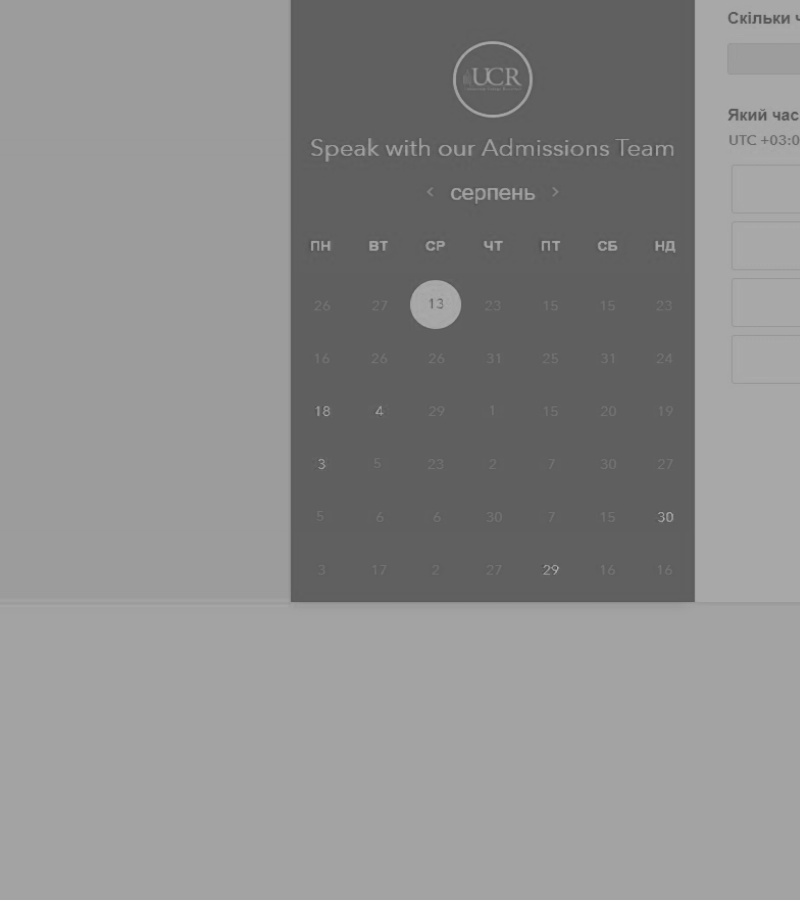 UCR
Speak with our Admissions Team
‹ серпень ›
ПН ВТ СР ЧТ ПТ СБ НД
26 27 13 23 15 15 23
16 26 26 31 25 31 24
18 4 29 1 15 20 19
3 5 23 2 7 30 27
5 6 6 30 7 15 30
3 17 2 27 29 16 16
Скільки ч
Який час
UTC +03:0